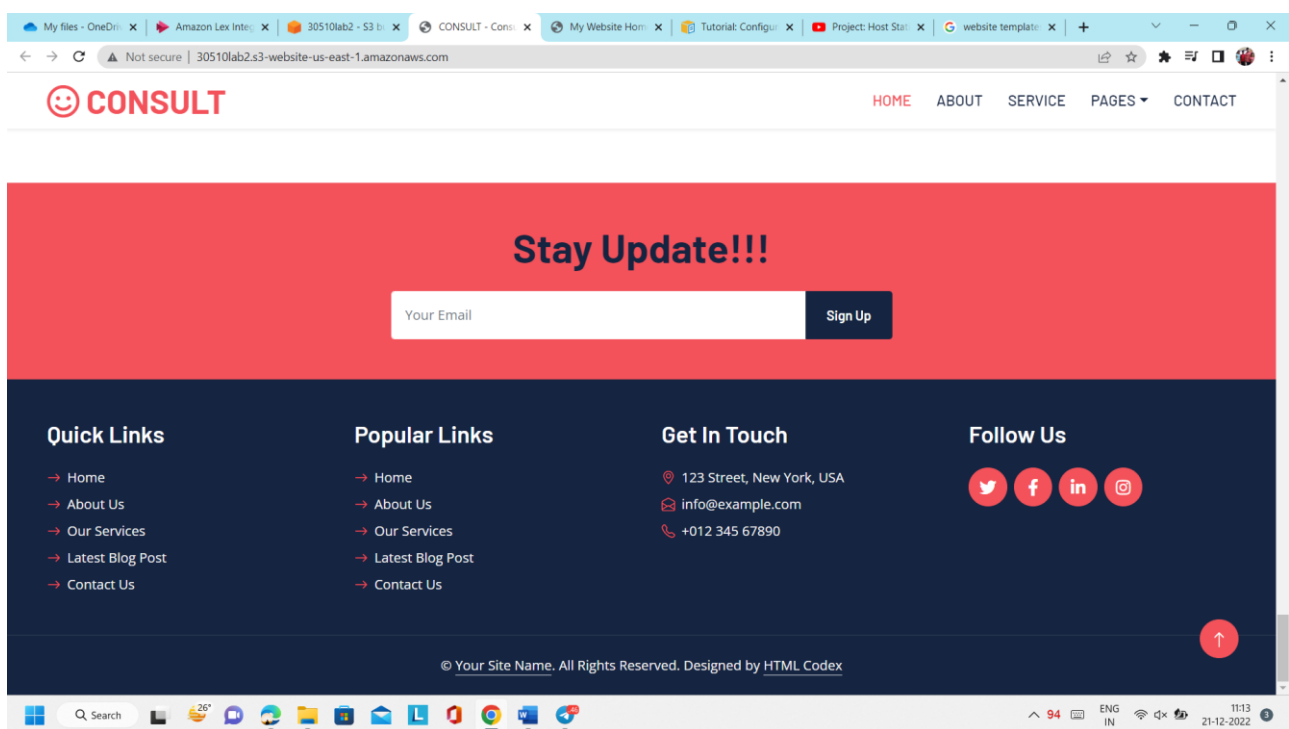 My files - OneDri
Amazon Lex Integ
30510lab2 - S3 b
CONSULT - Cons
My Website Hom
Tutorial: Configu
Project: Host Stat
website template
Not secure | 30510lab2.s3-website-us-east-1.amazonaws.com
CONSULT
HOME ABOUT SERVICE PAGES CONTACT
Stay Update!!!
Your Email
Sign Up
Quick Links
Home
About Us
Our Services
Latest Blog Post
Contact Us
Popular Links
Home
About Us
Our Services
Latest Blog Post
Contact Us
Get In Touch
123 Street, New York, USA
info@example.com
+012 345 67890
Follow Us
© Your Site Name. All Rights Reserved. Designed by HTML Codex
Search
26°
94
ENG
IN
11:13
21-12-2022
3